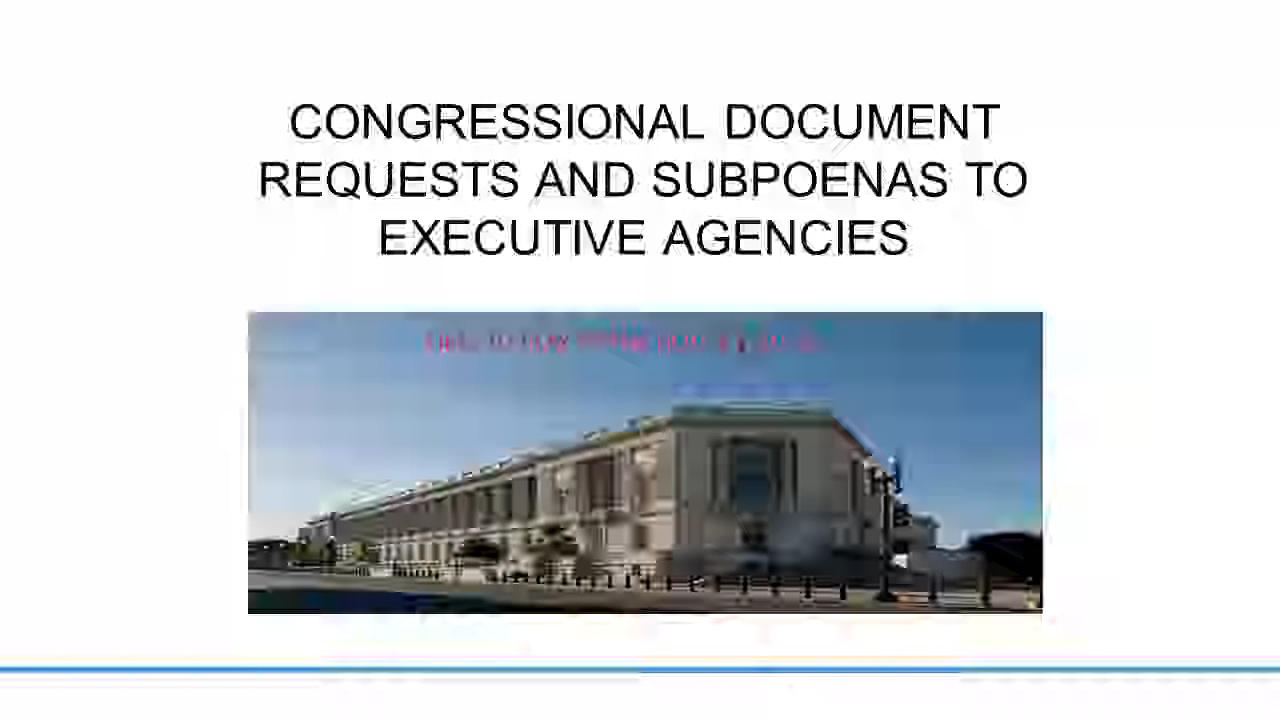 CONGRESSIONAL DOCUMENT
REQUESTS AND SUBPOENAS TO
EXECUTIVE AGENCIES